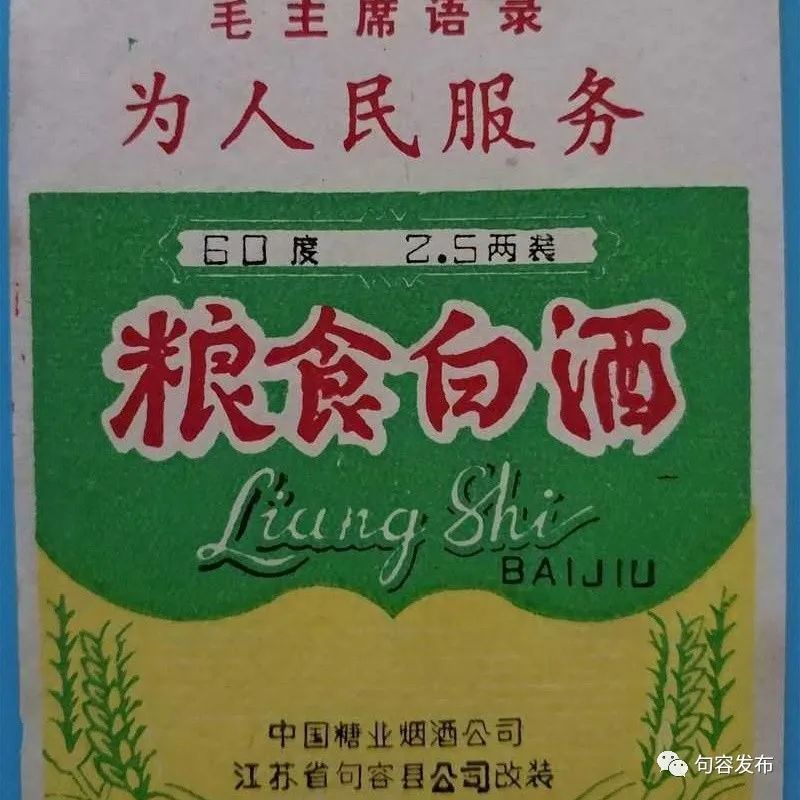 毛主席语录
为人民服务
60度 2.5两装
粮食白酒
Liang Shi
BAIJIU
中国糖业烟酒公司
江苏省句容县公司改装
句容发布